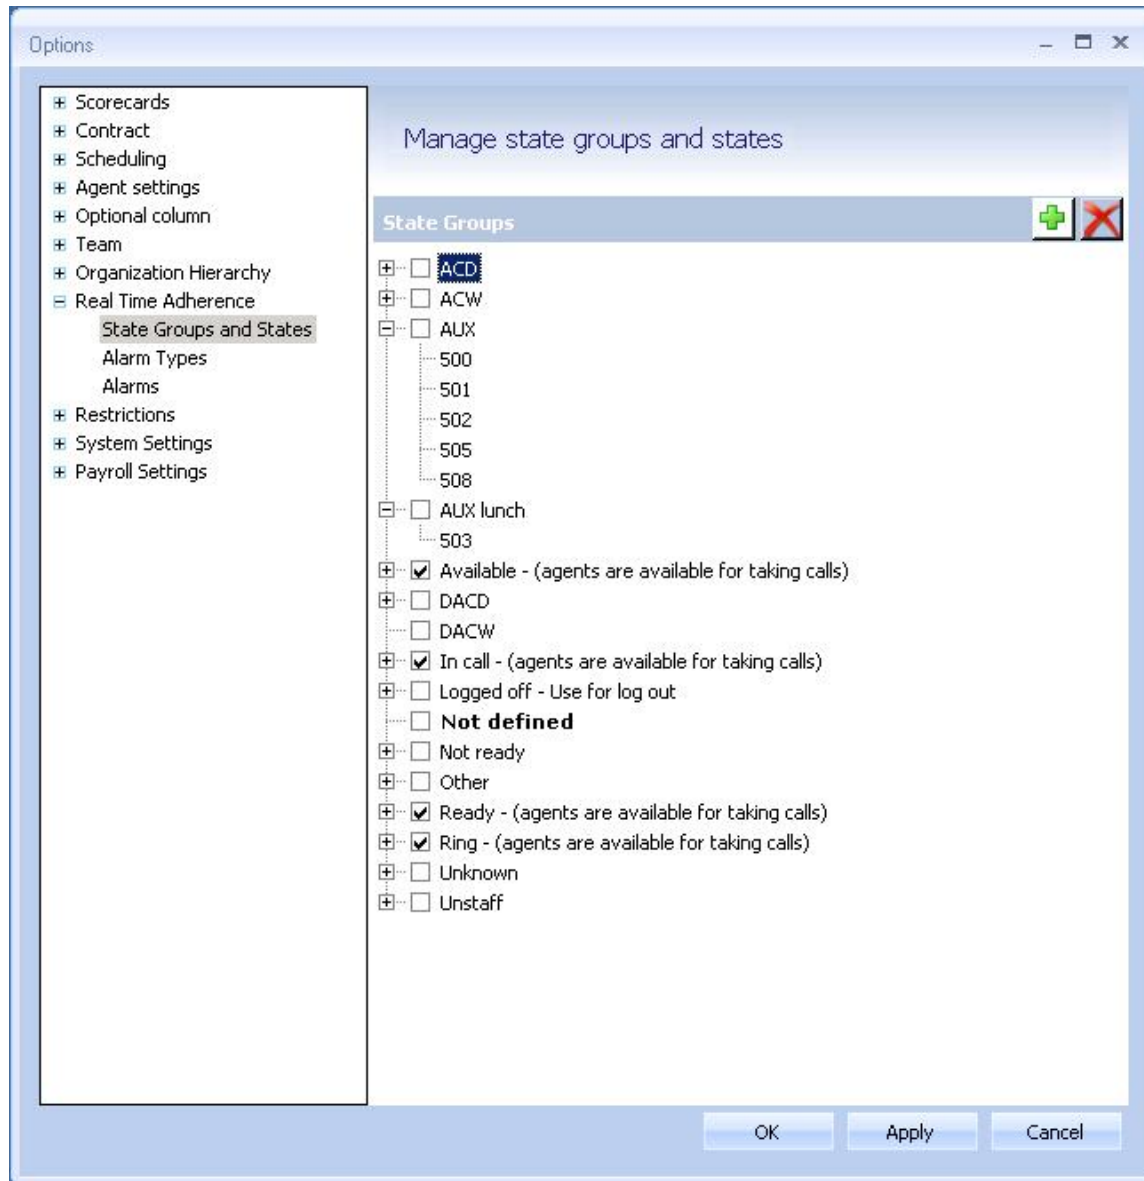 Options
Scorecards
Contract
Scheduling
Agent settings
Optional column
Team
Organization Hierarchy
Real Time Adherence
State Groups and States
Alarm Types
Alarms
Restrictions
System Settings
Payroll Settings
Manage state groups and states
State Groups
ACD
ACW
AUX
500
501
502
505
508
AUX lunch
503
Available - (agents are available for taking calls)
DACD
DACW
In call - (agents are available for taking calls)
Logged off - Use for log out
Not defined
Not ready
Other
Ready - (agents are available for taking calls)
Ring - (agents are available for taking calls)
Unknown
Unstaff
OK
Apply
Cancel